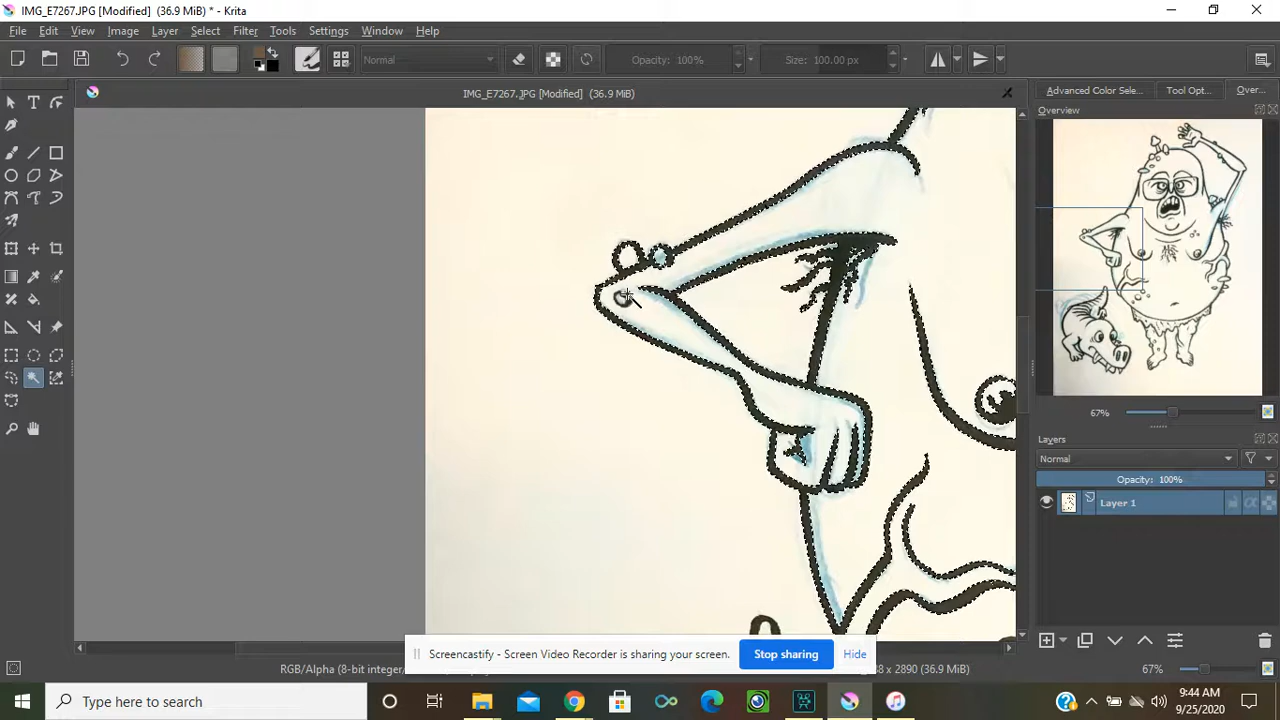 IMG_E7267.JPG [Modified] (36.9 MiB) * - Krita
File Edit View Image Layer Select Filter Tools Settings Window Help
Normal Opacity: 100% Size: 100.00 px
IMG_E7267.JPG [Modified] (36.9 MiB)
Advanced Color Sele... Tool Opt... Over...
Overview
67%
Layers
Normal
Opacity: 100%
Layer 1
Screencastify - Screen Video Recorder is sharing your screen. Stop sharing Hide
RGB/Alpha (8-bit integer/ 88 x 2890 (36.9 MiB) 67%
Type here to search
9:44 AM
9/25/2020